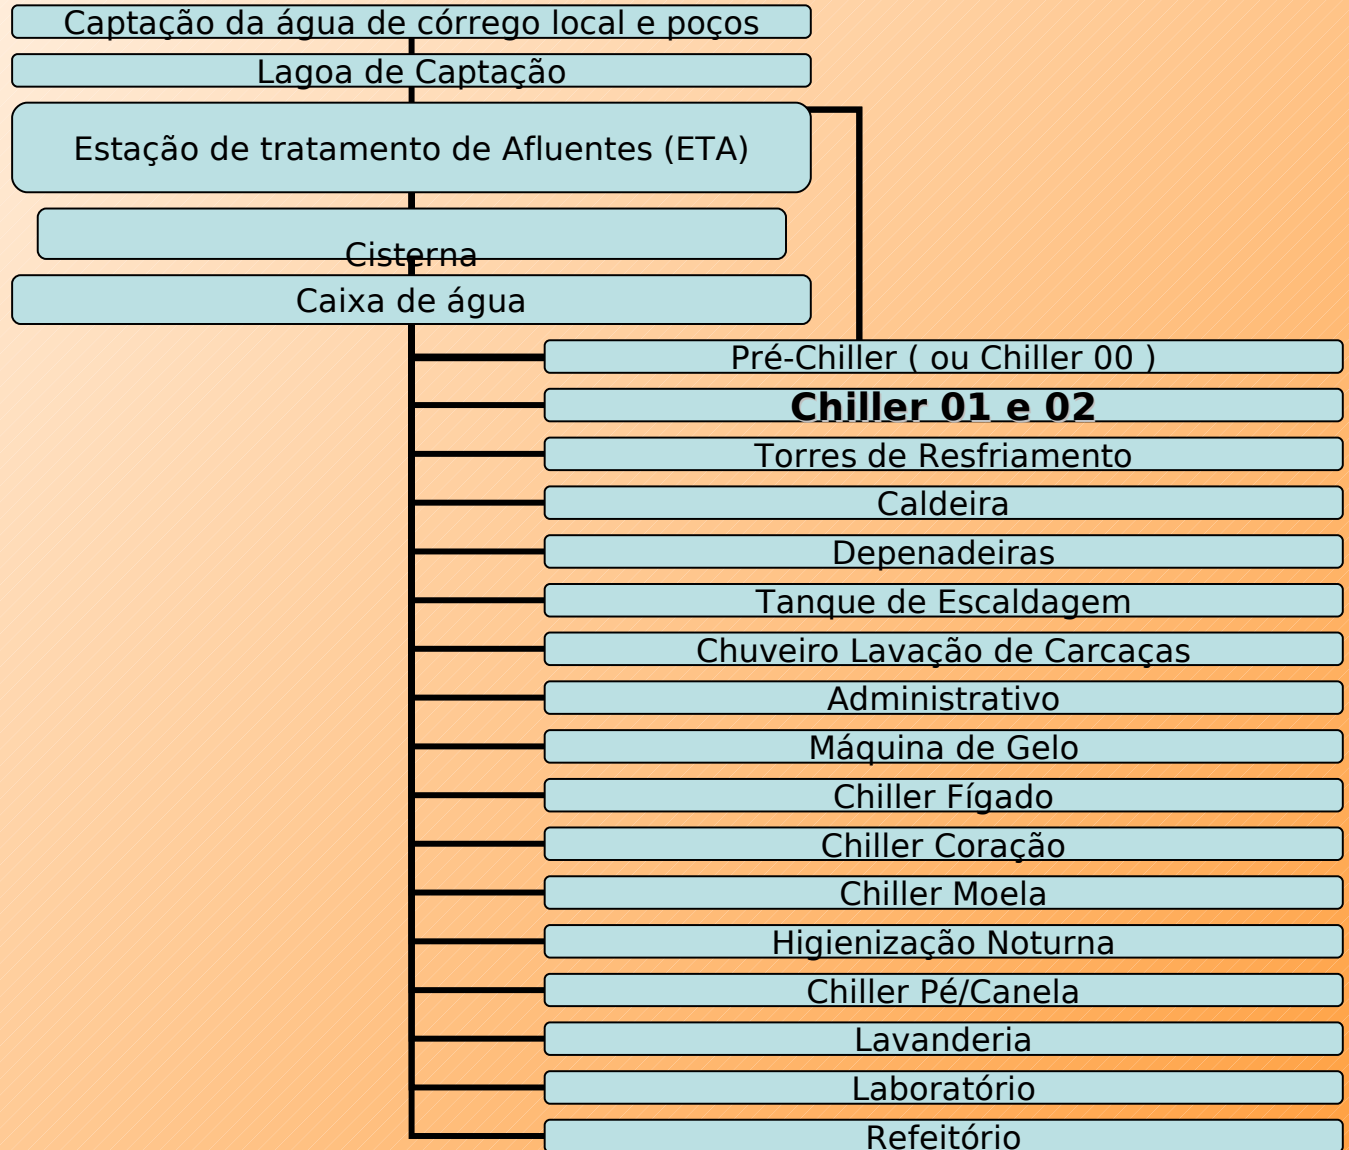 Captação da água de córrego local e poços
Lagoa de Captação
Estação de tratamento de Afluentes (ETA)
Cisterna
Caixa de água
Pré-Chiller ( ou Chiller 00 )
Chiller 01 e 02
Torres de Resfriamento
Caldeira
Depenadeiras
Tanque de Escaldagem
Chuveiro Lavação de Carcaças
Administrativo
Máquina de Gelo
Chiller Fígado
Chiller Coração
Chiller Moela
Higienização Noturna
Chiller Pé/Canela
Lavanderia
Laboratório
Refeitório